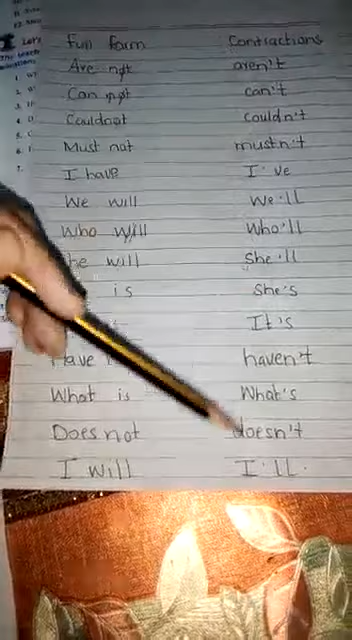 Full form Contractions
Are not aren't
Can not can't
Couldnot couldn't
Must not mustn't
I have I've
We will We'll
Who will Who'll
he will She'll
is She's
It's
Have haven't
What is What's
Does not doesn't
I will I'll.